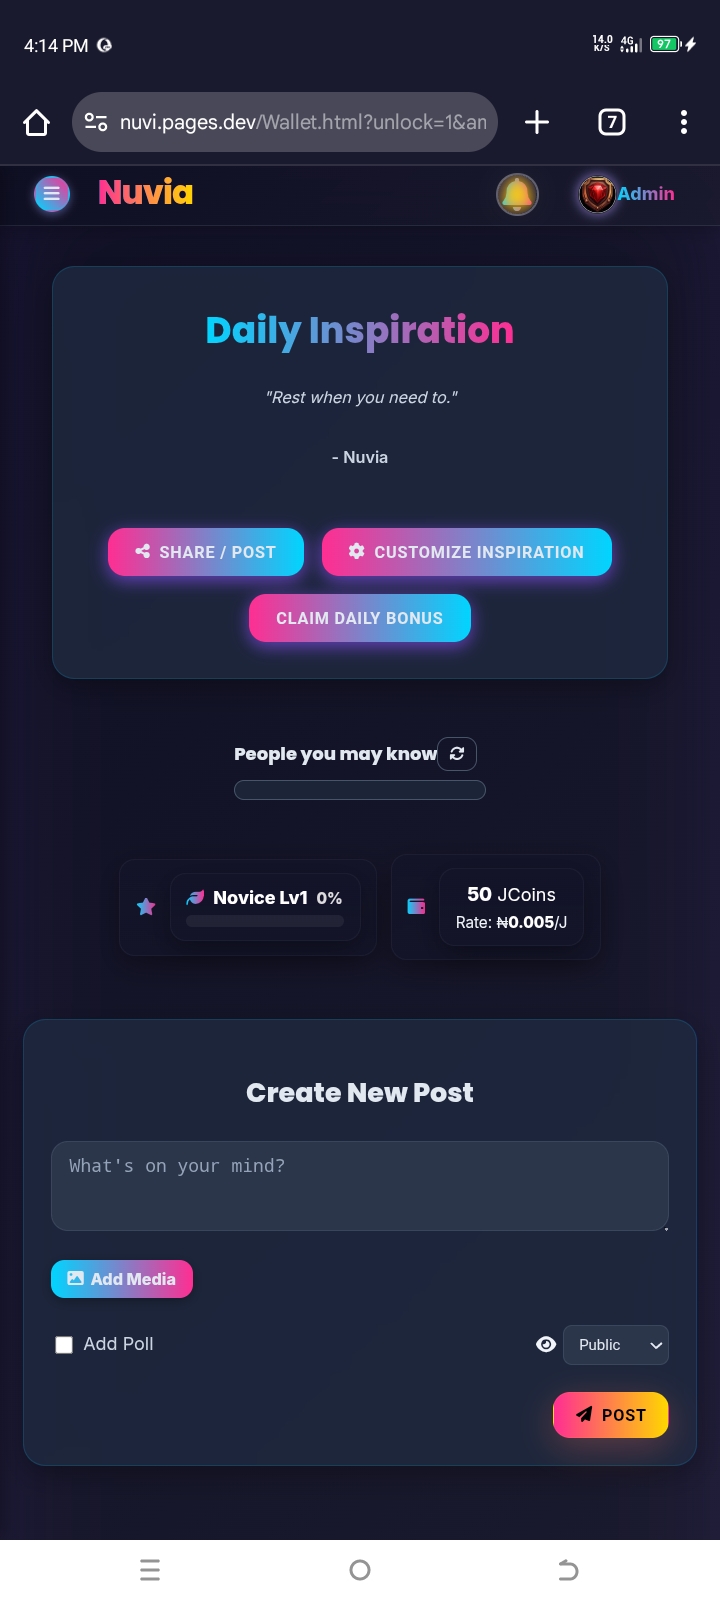 4:14 PM
14.0 K/S 4G 97
nuvi.pages.dev/Wallet.html?unlock=1&am
7
Nuvia
Admin
Daily Inspiration
"Rest when you need to."
- Nuvia
SHARE / POST
CUSTOMIZE INSPIRATION
CLAIM DAILY BONUS
People you may know
Novice Lv1 0%
50 JCoins
Rate: ₦0.005/J
Create New Post
What's on your mind?
Add Media
Add Poll
Public
POST